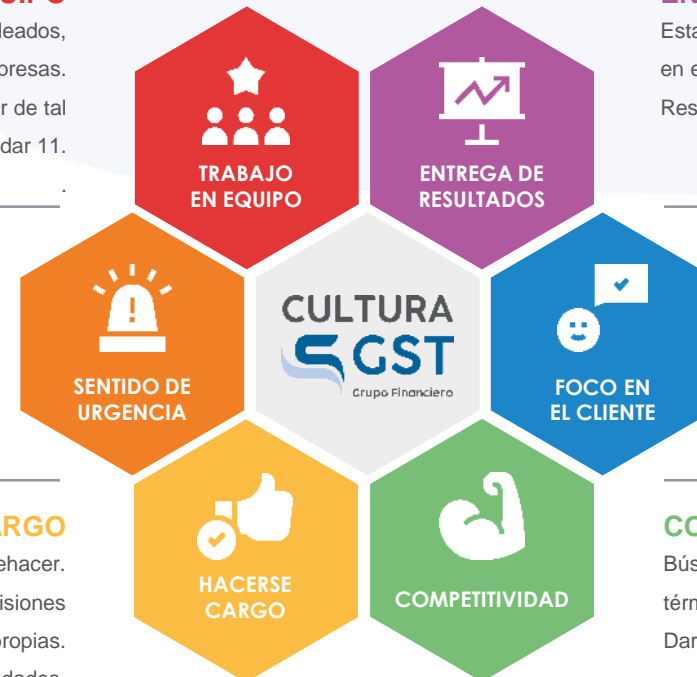 leados,
presas.
r de tal
dar 11.
.
Esta
en e
Res
TRABAJO
EN EQUIPO
ENTREGA DE
RESULTADOS
SENTIDO DE
URGENCIA
CULTURA
GST
Grupo Financiero
FOCO EN
EL CLIENTE
ARGO
ehacer.
isiones
propias.
HACERSE
CARGO
COMPETITIVIDAD
CO
Bús
térm
Dar